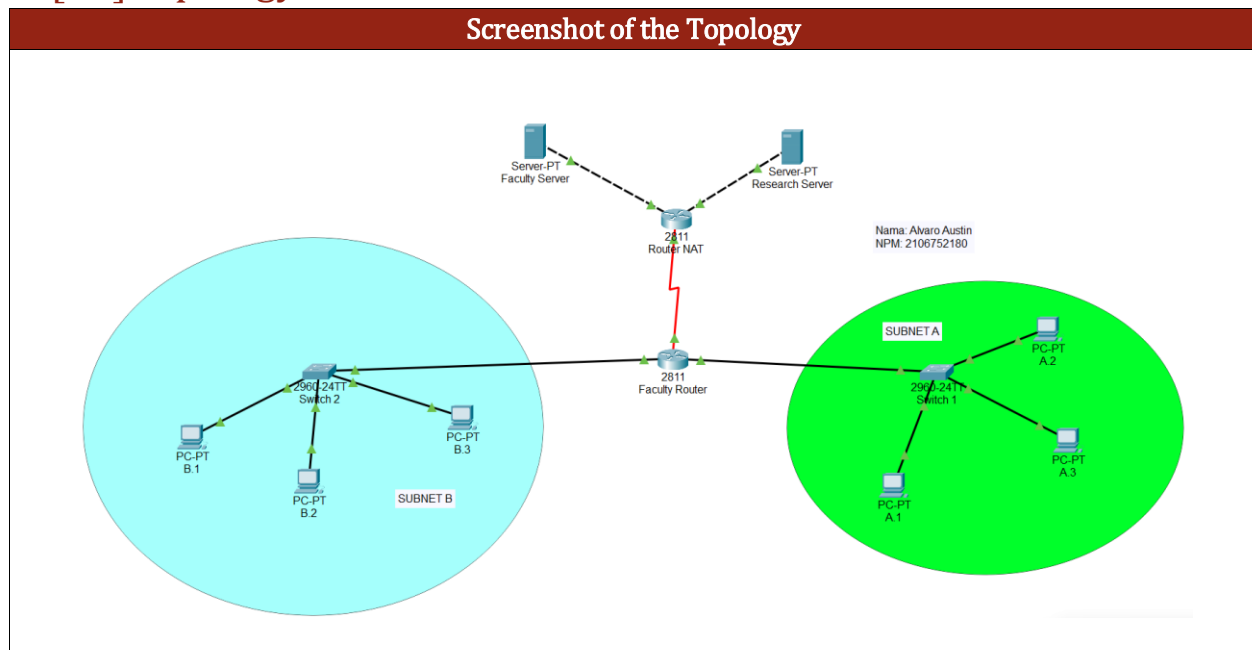 Screenshot of the Topology
Server-PT
Faculty Server
Server-PT
Research Server
2811
Router NAT
Nama: Alvaro Austin
NPM: 2106752180
SUBNET A
PC-PT
A.2
2811
Faculty Router
2960-24TT
Switch 2
2960-24TT
Switch 1
PC-PT
B.3
PC-PT
B.1
PC-PT
A.3
PC-PT
B.2
SUBNET B
PC-PT
A.1